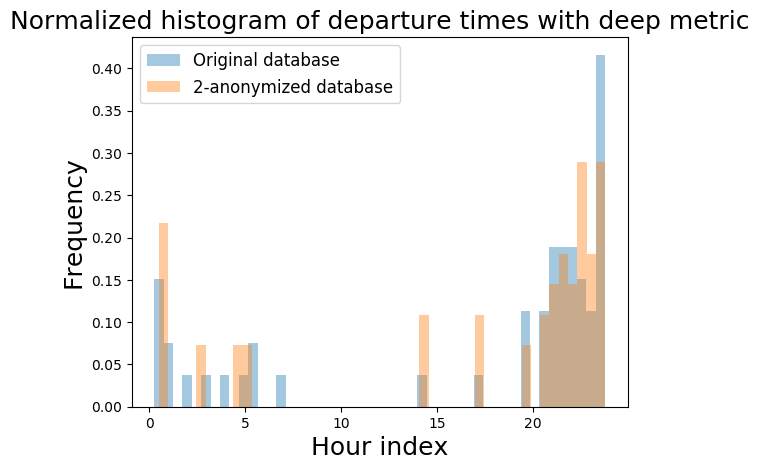 Normalized histogram of departure times with deep metric
Original database
2-anonymized database
Frequency
0.40
0.35
0.30
0.25
0.20
0.15
0.10
0.05
0.00
0 5 10 15 20
Hour index